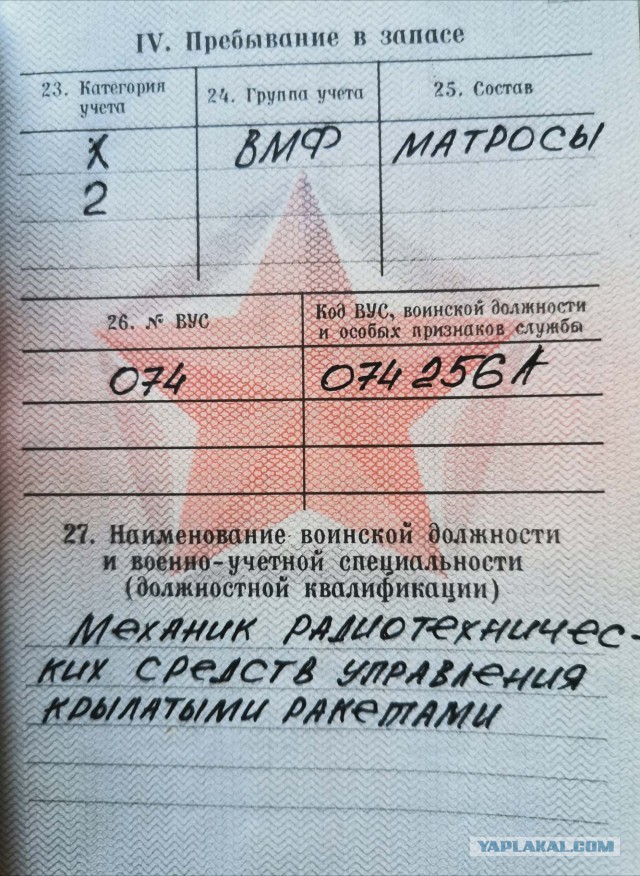 IV. Пребывание в запасе
23. Категория учета 24. Группа учета 25. Состав
ВМФ МАТРОСЫ
2
26. № ВУС Код ВУС, воинской должности и особых признаков службы
074 074 256А
27. Наименование воинской должности
и военно-учетной специальности
(должностной квалификации)
Механик радиотехничес-
ких средств управления
крылатыми ракетами
YAPLAKAL.COM